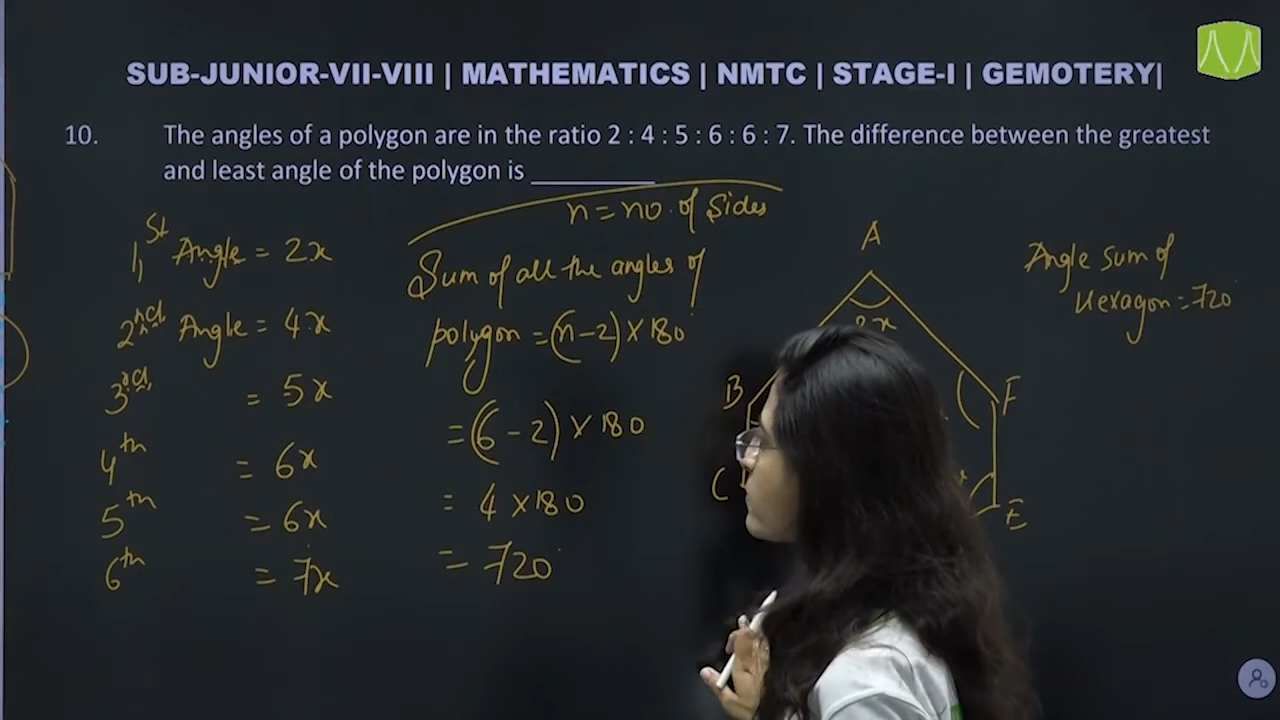 SUB-JUNIOR-VII-VIII | MATHEMATICS | NMTC | STAGE-I | GEMOTERY|
10. The angles of a polygon are in the ratio 2 : 4 : 5 : 6 : 6 : 7. The difference between the greatest
and least angle of the polygon is __________
1st Angle = 2x
2nd Angle = 4x
3rd = 5x
4th = 6x
5th = 6x
6th = 7x
n = no. of sides
Sum of all the angles of
polygon = (n-2) × 180°
= (6-2) × 180
= 4 × 180
= 720°
A
B
C
F
E
Angle sum of
Hexagon = 720°